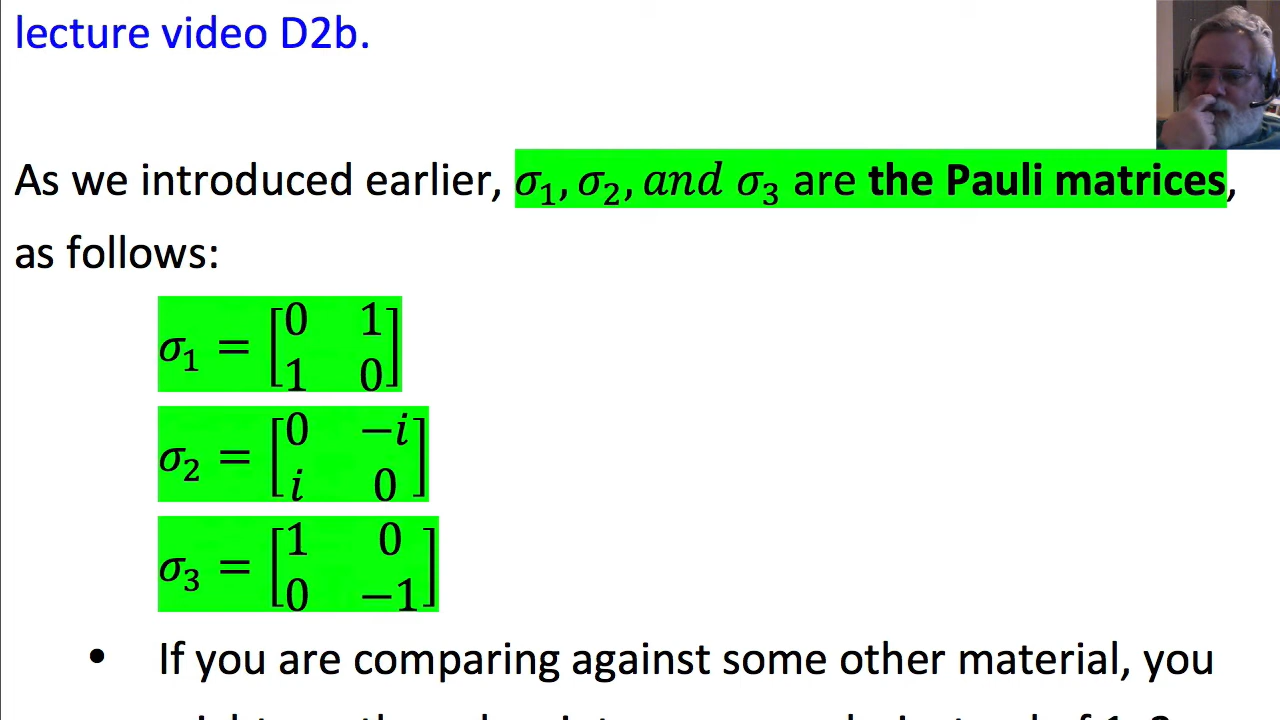 lecture video D2b.
As we introduced earlier, σ₁, σ₂, and σ₃ are the Pauli matrices,
as follows:
σ₁ = [0 1
1 0]
σ₂ = [0 −i
i 0]
σ₃ = [1 0
0 −1]
• If you are comparing against some other material, you